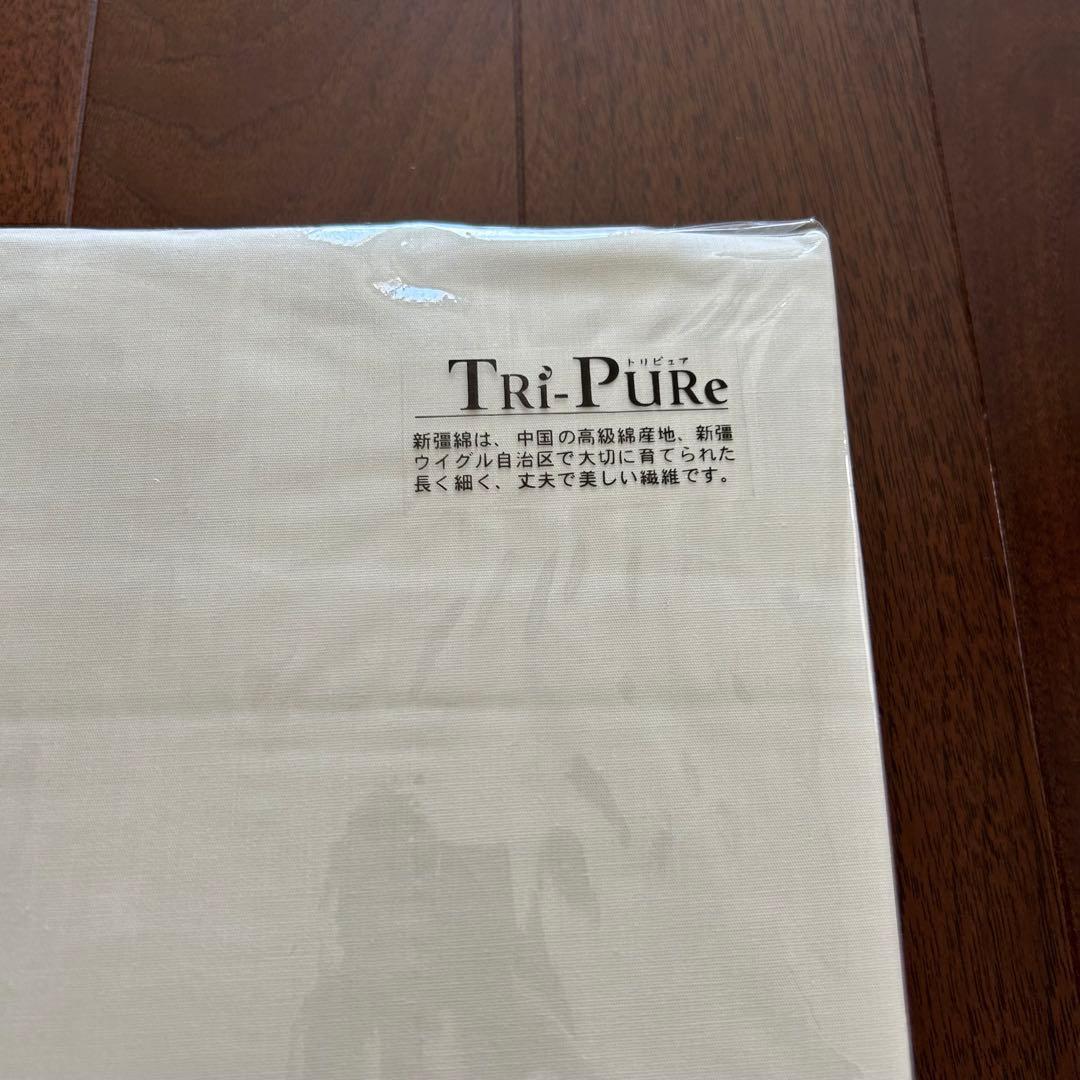 トリピュア
TRi-PURe
新彊綿は、中国の高級綿産地、新彊
ウイグル自治区で大切に育てられた
長く細く、丈夫で美しい繊維です。